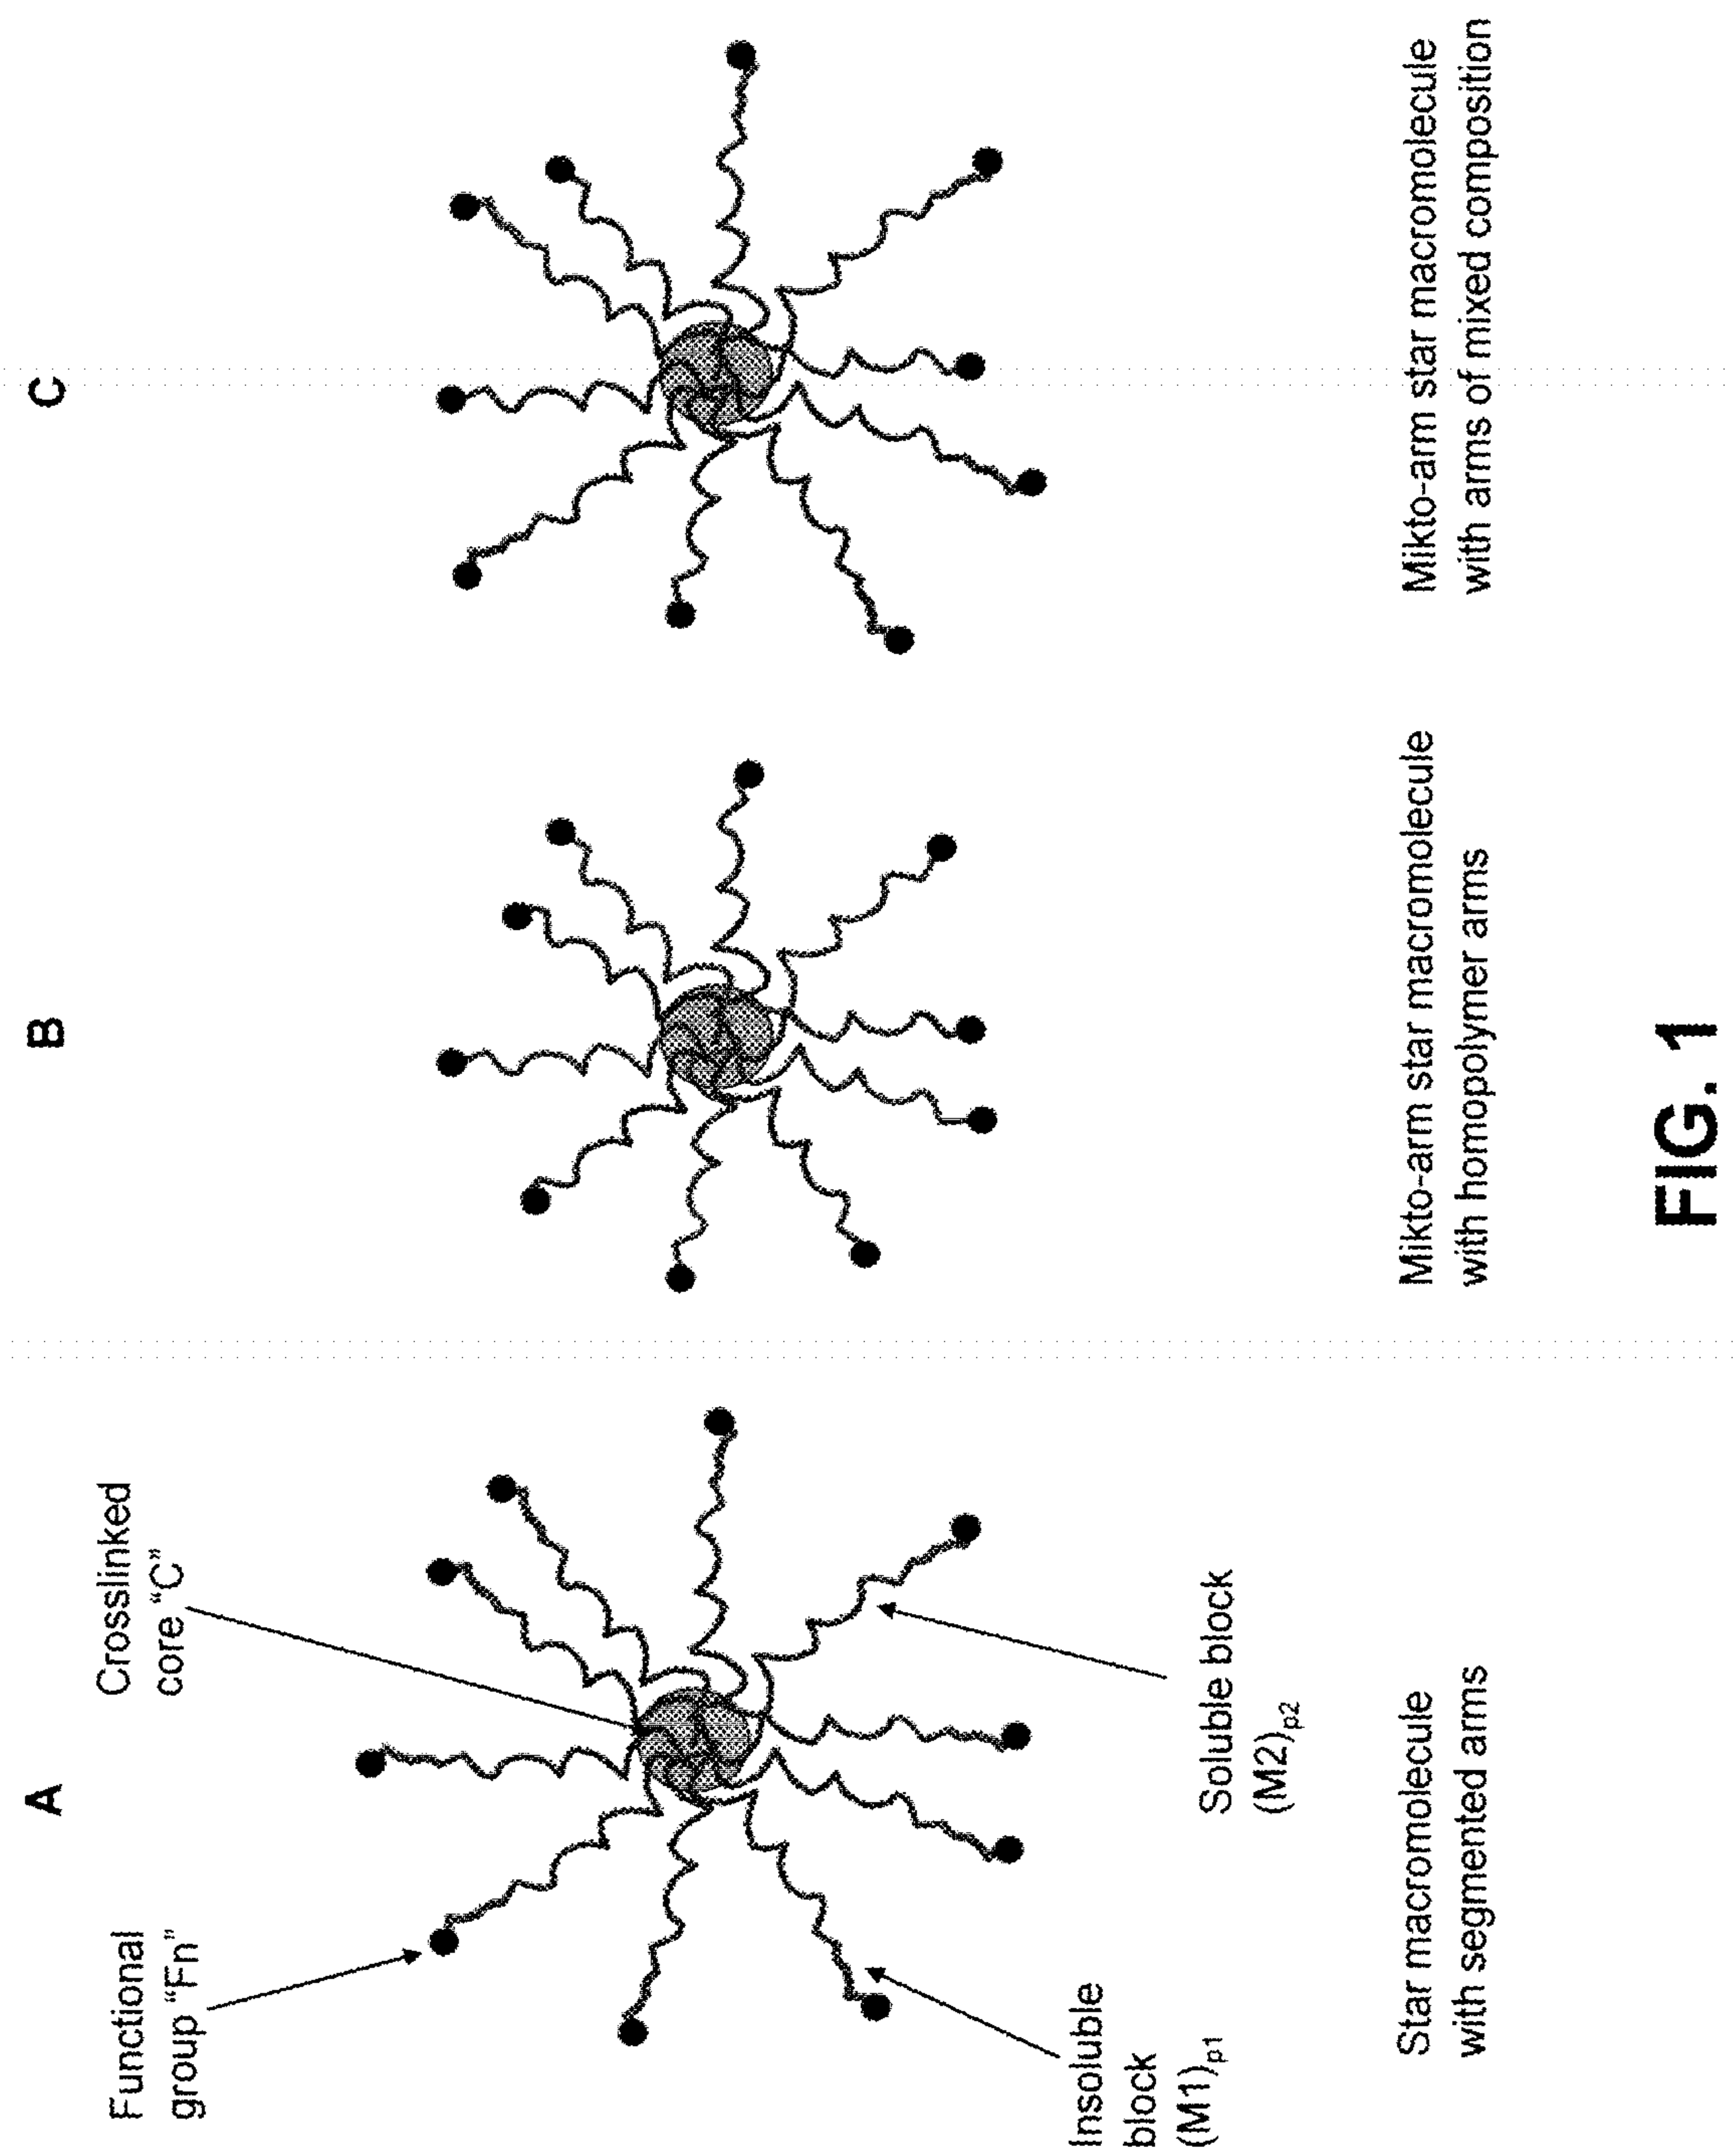 A
B
C
Functional
group “Fn”
Crosslinked
core “C”
Insoluble
block
(M1)p1
Soluble block
(M2)p2
Star macromolecule
with segmented arms
Mikto-arm star macromolecule
with homopolymer arms
Mikto-arm star macromolecule
with arms of mixed composition
FIG. 1